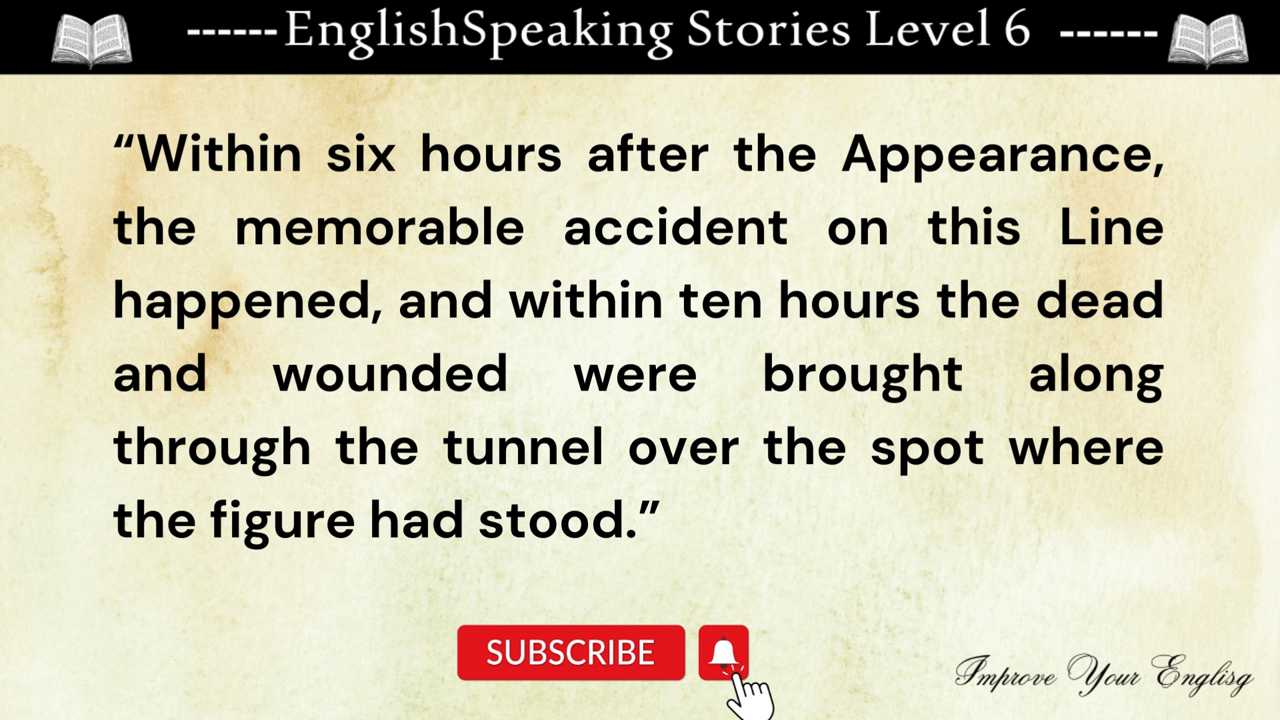 ------EnglishSpeaking Stories Level 6 ------
“Within six hours after the Appearance,
the memorable accident on this Line
happened, and within ten hours the dead
and wounded were brought along
through the tunnel over the spot where
the figure had stood.”
SUBSCRIBE
Improve Your Englisg